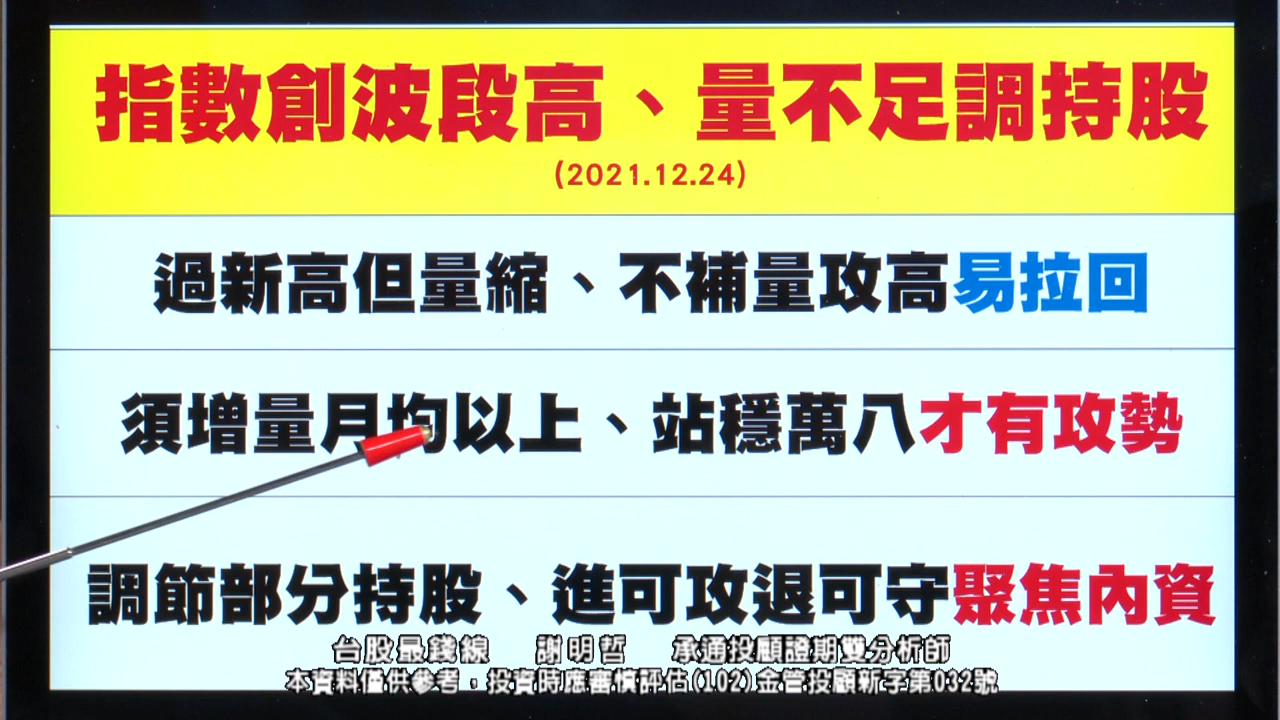 指數創波段高、量不足調持股
(2021.12.24)
過新高但量縮、不補量攻高易拉回
須增量月均以上、站穩萬八才有攻勢
調節部分持股、進可攻退可守聚焦內資
台股最錢線 謝明哲 承通投顧證期雙分析師
本資料僅供參考，投資時應審慎評估(102)金管投顧新字第032號